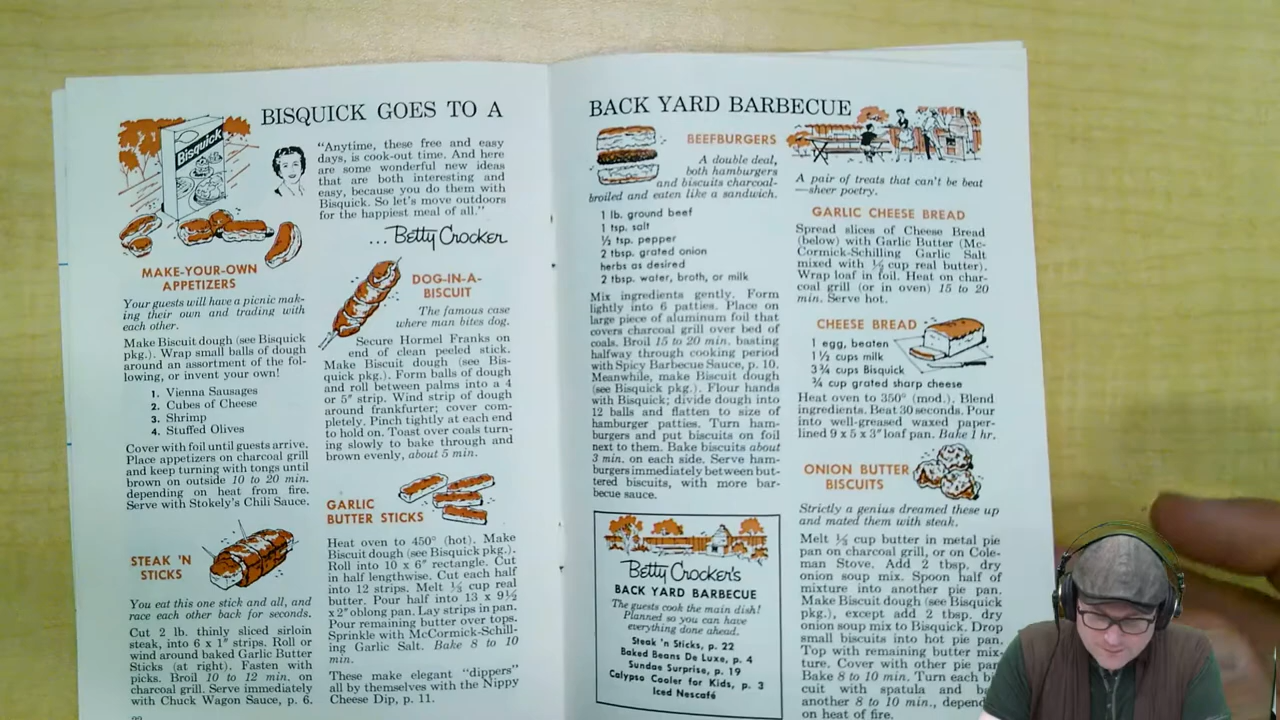 BISQUICK GOES TO A
Bisquick
"Anytime, these free and easy
days, is cook-out time. And here
are some wonderful new ideas
that are both interesting and
easy, because you do them with
Bisquick. So let's move outdoors
for the happiest meal of all."
...Betty Crocker
MAKE-YOUR-OWN
APPETIZERS
Your guests will have a picnic mak-
ing their own and trading with
each other.
Make Biscuit dough (see Bisquick
pkg.). Wrap small balls of dough
around an assortment of the fol-
lowing, or invent your own!
1. Vienna Sausages
2. Cubes of Cheese
3. Shrimp
4. Stuffed Olives
Cover with foil until guests arrive.
Place appetizers on charcoal grill
and keep turning with tongs until
brown on outside 10 to 20 min.
depending on heat from fire.
Serve with Stokely's Chili Sauce.
STEAK 'N
STICKS
You eat this one stick and all, and
race each other back for seconds.
Cut 2 lb. thinly sliced sirloin
steak, into 6 x 1" strips. Roll or
wind around baked Garlic Butter
Sticks (at right). Fasten with
picks. Broil 10 to 12 min. on
charcoal grill. Serve immediately
with Chuck Wagon Sauce, p. 6.
DOG-IN-A-
BISCUIT
The famous case
where man bites dog.
Secure Hormel Franks on
end of clean peeled stick.
Make Biscuit dough (see Bis-
quick pkg.). Form balls of dough
and roll between palms into a 4
or 5" strip. Wind strip of dough
around frankfurter; cover com-
pletely. Pinch tightly at each end
to hold on. Toast over coals turn-
ing slowly to bake through and
brown evenly, about 5 min.
GARLIC
BUTTER STICKS
Heat oven to 450° (hot). Make
Biscuit dough (see Bisquick pkg.).
Roll into 10 x 6" rectangle. Cut
in half lengthwise. Cut each half
into 12 strips. Melt ⅓ cup real
butter. Pour half into 13 x 9½
x 2" oblong pan. Lay strips in pan.
Pour remaining butter over tops.
Sprinkle with McCormick-Schill-
ing Garlic Salt. Bake 8 to 10
min.
These make elegant "dippers"
all by themselves with the Nippy
Cheese Dip, p. 11.
BACK YARD BARBECUE
BEEFBURGERS
A double deal,
both hamburgers
and biscuits charcoal-
broiled and eaten like a sandwich.
1 lb. ground beef
1 tsp. salt
½ tsp. pepper
2 tbsp. grated onion
herbs as desired
2 tbsp. water, broth, or milk
Mix ingredients gently. Form
lightly into 6 patties. Place on
large piece of aluminum foil that
covers charcoal grill over bed of
coals. Broil 15 to 20 min. basting
halfway through cooking period
with Spicy Barbecue Sauce, p. 10.
Meanwhile, make Biscuit dough
(see Bisquick pkg.). Flour hands
with Bisquick; divide dough into
12 balls and flatten to size of
hamburger patties. Turn ham-
burgers and put biscuits on foil
next to them. Bake biscuits about
3 min. on each side. Serve ham-
burgers immediately between but-
tered biscuits, with more bar-
becue sauce.
Betty Crocker's
BACK YARD BARBECUE
The guests cook the main dish!
Planned so you can have
everything done ahead.
Steak 'n Sticks, p. 22
Baked Beans De Luxe, p. 4
Sundae Surprise, p. 19
Calypso Cooler for Kids, p. 3
Iced Nescafé
A pair of treats that can't be beat
—sheer poetry.
GARLIC CHEESE BREAD
Spread slices of Cheese Bread
(below) with Garlic Butter (Mc-
Cormick-Schilling Garlic Salt
mixed with ⅓ cup real butter).
Wrap loaf in foil. Heat on char-
coal grill (or in oven) 15 to 20
min. Serve hot.
CHEESE BREAD
1 egg, beaten
1½ cups milk
3¾ cups Bisquick
¾ cup grated sharp cheese
Heat oven to 350° (mod.). Blend
ingredients. Beat 30 seconds. Pour
into well-greased waxed paper-
lined 9 x 5 x 3" loaf pan. Bake 1 hr.
ONION BUTTER
BISCUITS
Strictly a genius dreamed these up
and mated them with steak.
Melt ⅓ cup butter in metal pie
pan on charcoal grill, or on Cole-
man Stove. Add 2 tbsp. dry
onion soup mix. Spoon half of
mixture into another pie pan.
Make Biscuit dough (see Bisquick
pkg.), except add 2 tbsp. dry
onion soup mix to Bisquick. Drop
small biscuits into hot pie pan.
Top with remaining butter mix-
ture. Cover with other pie pan
Bake 8 to 10 min. Turn each bi
cuit with spatula and
another 8 to 10 min., depend
on heat of fire.